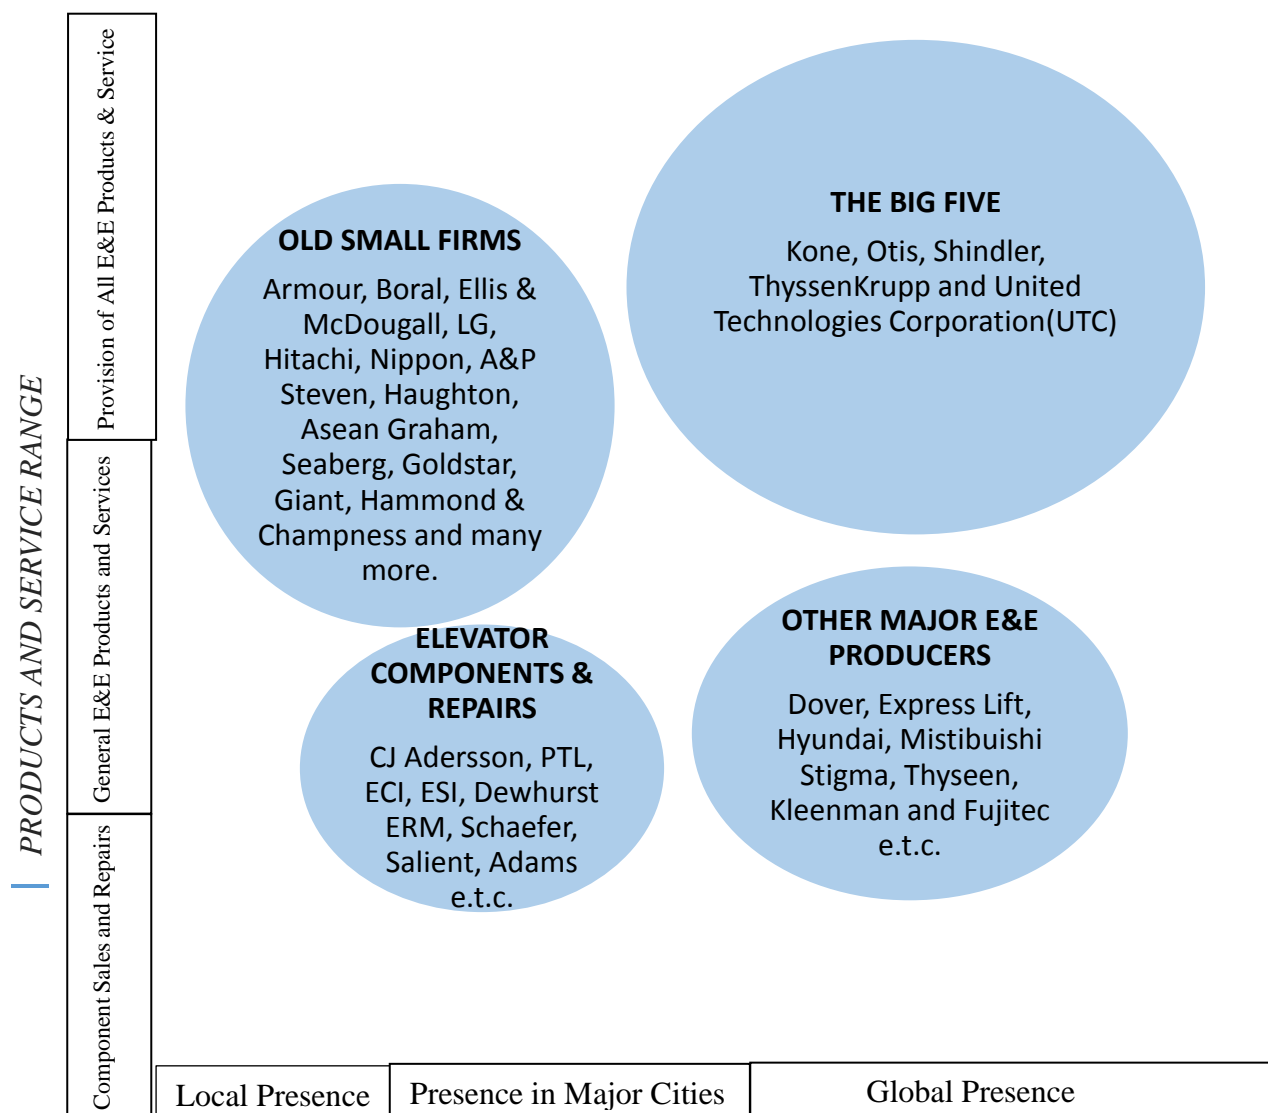 PRODUCTS AND SERVICE RANGE
Provision of All E&E Products & Service
General E&E Products and Services
Component Sales and Repairs
OLD SMALL FIRMS
Armour, Boral, Ellis &
McDougall, LG,
Hitachi, Nippon, A&P
Steven, Haughton,
Asean Graham,
Seaberg, Goldstar,
Giant, Hammond &
Champness and many
more.
THE BIG FIVE
Kone, Otis, Shindler,
ThyssenKrupp and United
Technologies Corporation(UTC)
ELEVATOR
COMPONENTS &
REPAIRS
CJ Adersson, PTL,
ECI, ESI, Dewhurst
ERM, Schaefer,
Salient, Adams
e.t.c.
OTHER MAJOR E&E
PRODUCERS
Dover, Express Lift,
Hyundai, Mistibuishi
Stigma, Thyseen,
Kleenman and Fujitec
e.t.c.
Local Presence
Presence in Major Cities
Global Presence